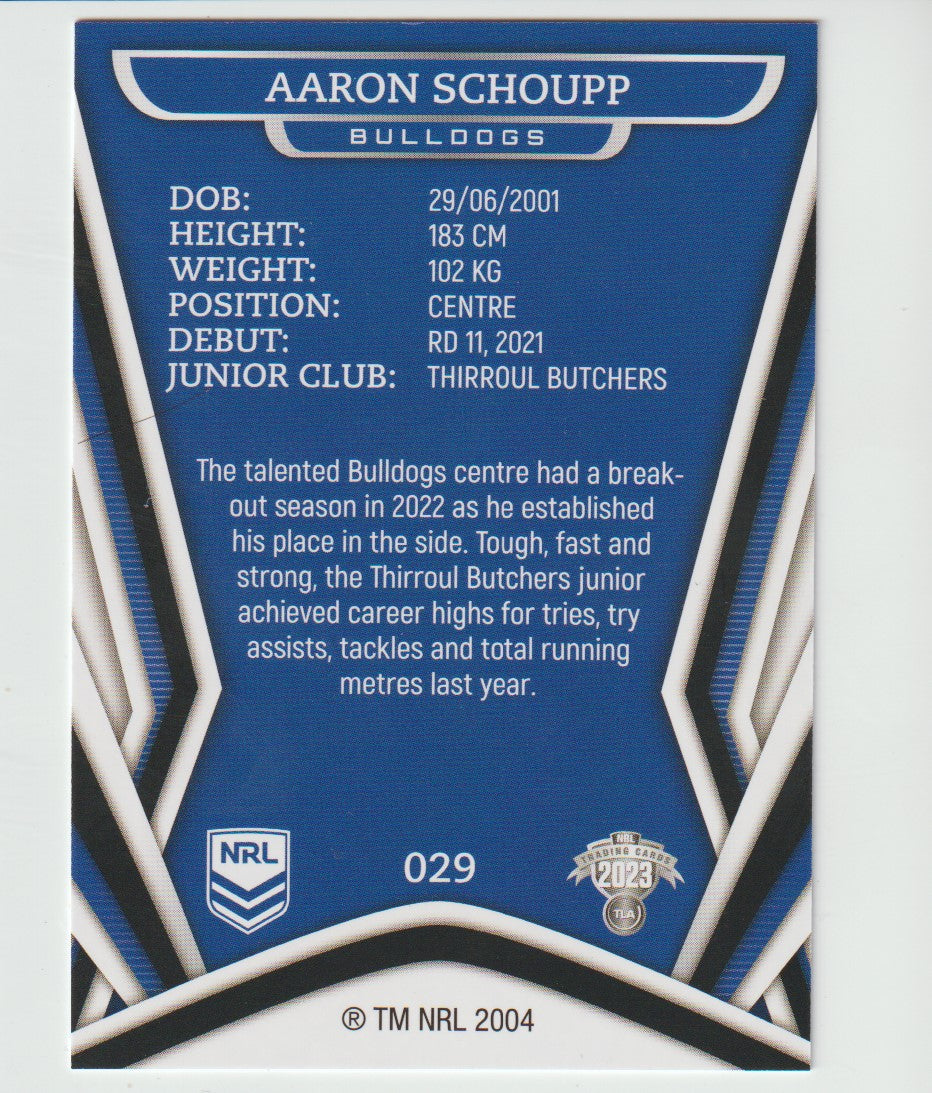 AARON SCHOUPP
BULLDOGS
DOB: 29/06/2001
HEIGHT: 183 CM
WEIGHT: 102 KG
POSITION: CENTRE
DEBUT: RD 11, 2021
JUNIOR CLUB: THIRROUL BUTCHERS
The talented Bulldogs centre had a break-
out season in 2022 as he established
his place in the side. Tough, fast and
strong, the Thirroul Butchers junior
achieved career highs for tries, try
assists, tackles and total running
metres last year.
NRL
029
NRL
TRADING CARDS
2023
TLA
® TM NRL 2004